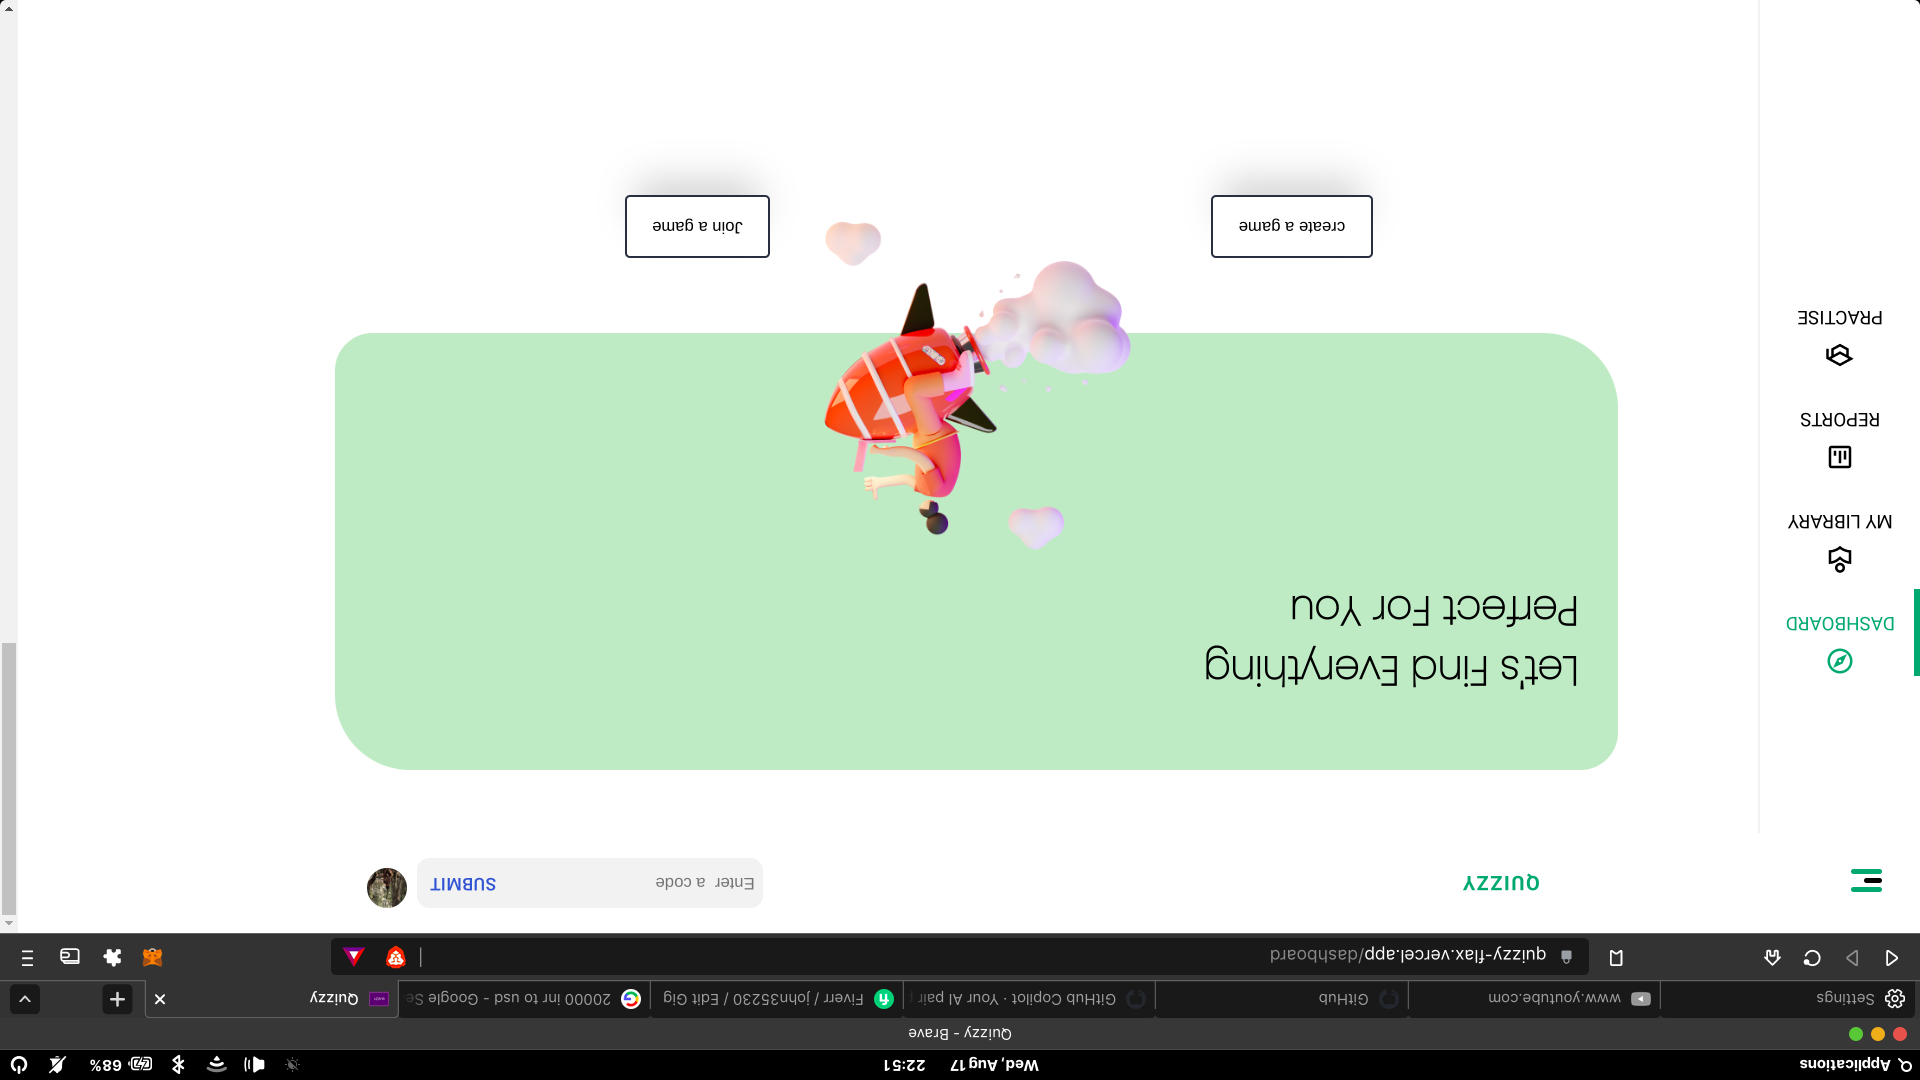 Applications
Wed, Aug 17 22:51
68%
Quizzy - Brave
Settings
www.youtube.com
GitHub
GitHub Copilot · Your AI pair
Fiverr / john35230 / Edit Gig
20000 inr to usd - Google Se
Quizzy
quizzy-flax.vercel.app/dashboard
QUIZZY
Enter a code
SUBMIT
DASHBOARD
MY LIBRARY
REPORTS
PRACTISE
Let's Find Everything
Perfect For You
create a game
Join a game